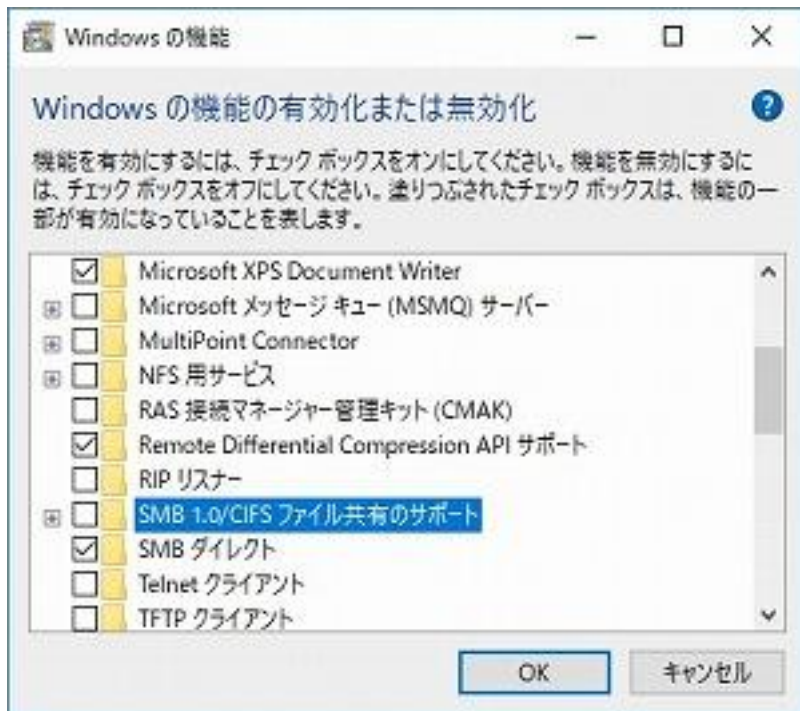 Windows の機能
Windows の機能の有効化または無効化
機能を有効にするには、チェック ボックスをオンにしてください。機能を無効にするに
は、チェック ボックスをオフにしてください。塗りつぶされたチェック ボックスは、機能の一
部が有効になっていることを表します。
Microsoft XPS Document Writer
Microsoft メッセージ キュー (MSMQ) サーバー
MultiPoint Connector
NFS 用サービス
RAS 接続マネージャー管理キット (CMAK)
Remote Differential Compression API サポート
RIP リスナー
SMB 1.0/CIFS ファイル共有のサポート
SMB ダイレクト
Telnet クライアント
TFTP クライアント
OK キャンセル